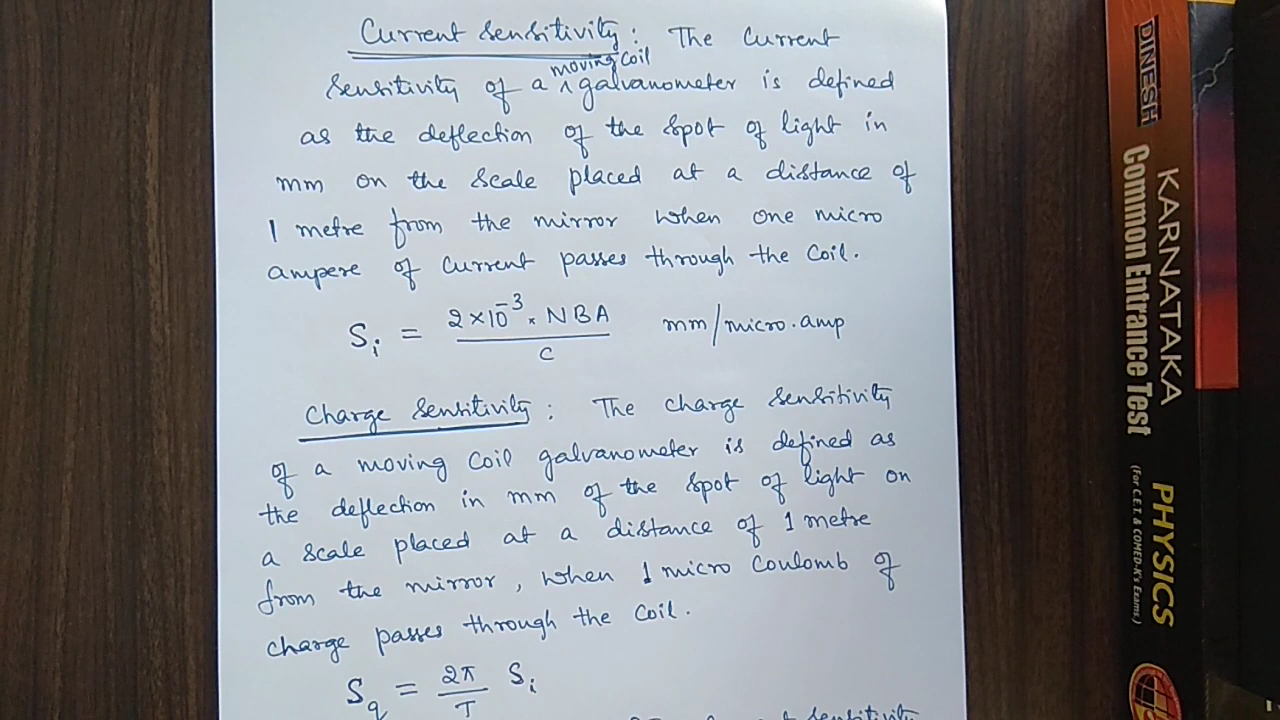 Current Sensitivity : The Current
moving coil
Sensitivity of a ^ galvanometer is defined
as the deflection of the spot of light in
mm on the scale placed at a distance of
1 metre from the mirror when one micro
ampere of current passes through the coil.
Si = 2×10⁻³ × NBA / C mm/micro.amp
Charge Sensitivity : The charge sensitivity
of a moving coil galvanometer is defined as
the deflection in mm of the spot of light on
a scale placed at a distance of 1 metre
from the mirror, when 1 micro coulomb of
charge passes through the coil.
Sq = 2π / T Si
sensitivity
DINESH
KARNATAKA
Common Entrance Test
PHYSICS
(For C.E.T. & COMED-K's Exams.)